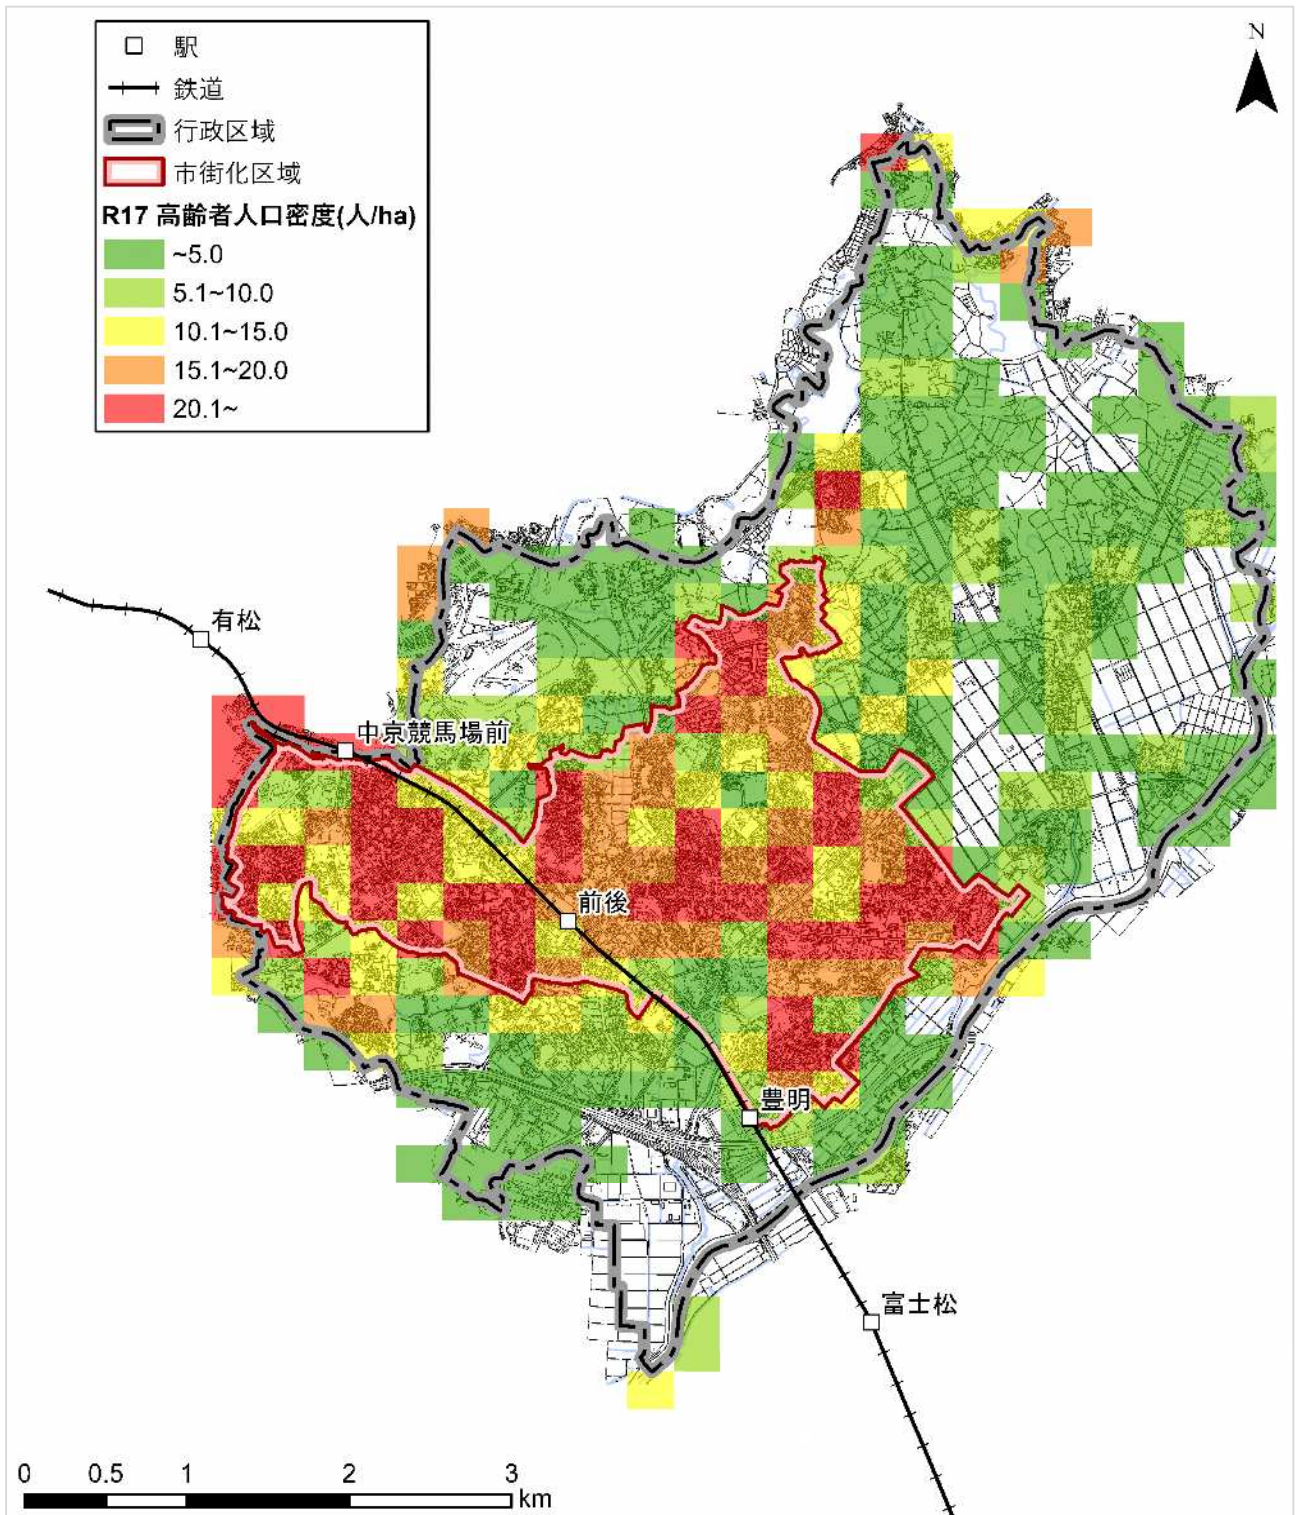 駅
鉄道
行政区域
市街化区域
R17 高齢者人口密度(人/ha)
~5.0
5.1~10.0
10.1~15.0
15.1~20.0
20.1~
N
有松
中京競馬場前
前後
豊明
富士松
0 0.5 1 2 3
km